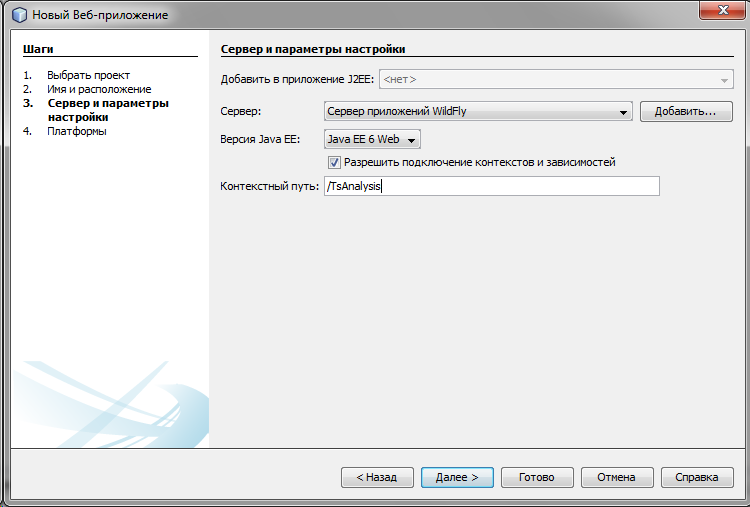 Новый Веб-приложение
Шаги
1. Выбрать проект
2. Имя и расположение
3. Сервер и параметры
настройки
4. Платформы
Сервер и параметры настройки
Добавить в приложение J2EE: <нет>
Сервер: Сервер приложений WildFly Добавить...
Версия Java EE: Java EE 6 Web
Разрешить подключение контекстов и зависимостей
Контекстный путь: /TsAnalysis
< Назад Далее > Готово Отмена Справка